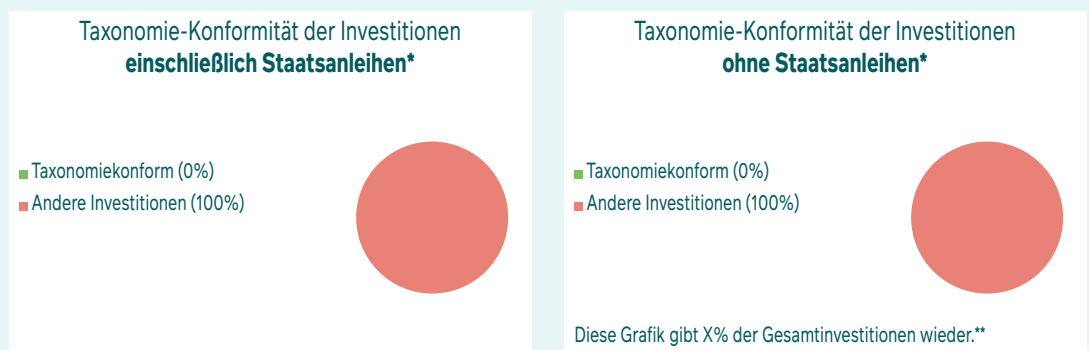 Taxonomie-Konformität der Investitionen
einschließlich Staatsanleihen*
Taxonomiekonform (0%)
Andere Investitionen (100%)
Taxonomie-Konformität der Investitionen
ohne Staatsanleihen*
Taxonomiekonform (0%)
Andere Investitionen (100%)
Diese Grafik gibt X% der Gesamtinvestitionen wieder.**